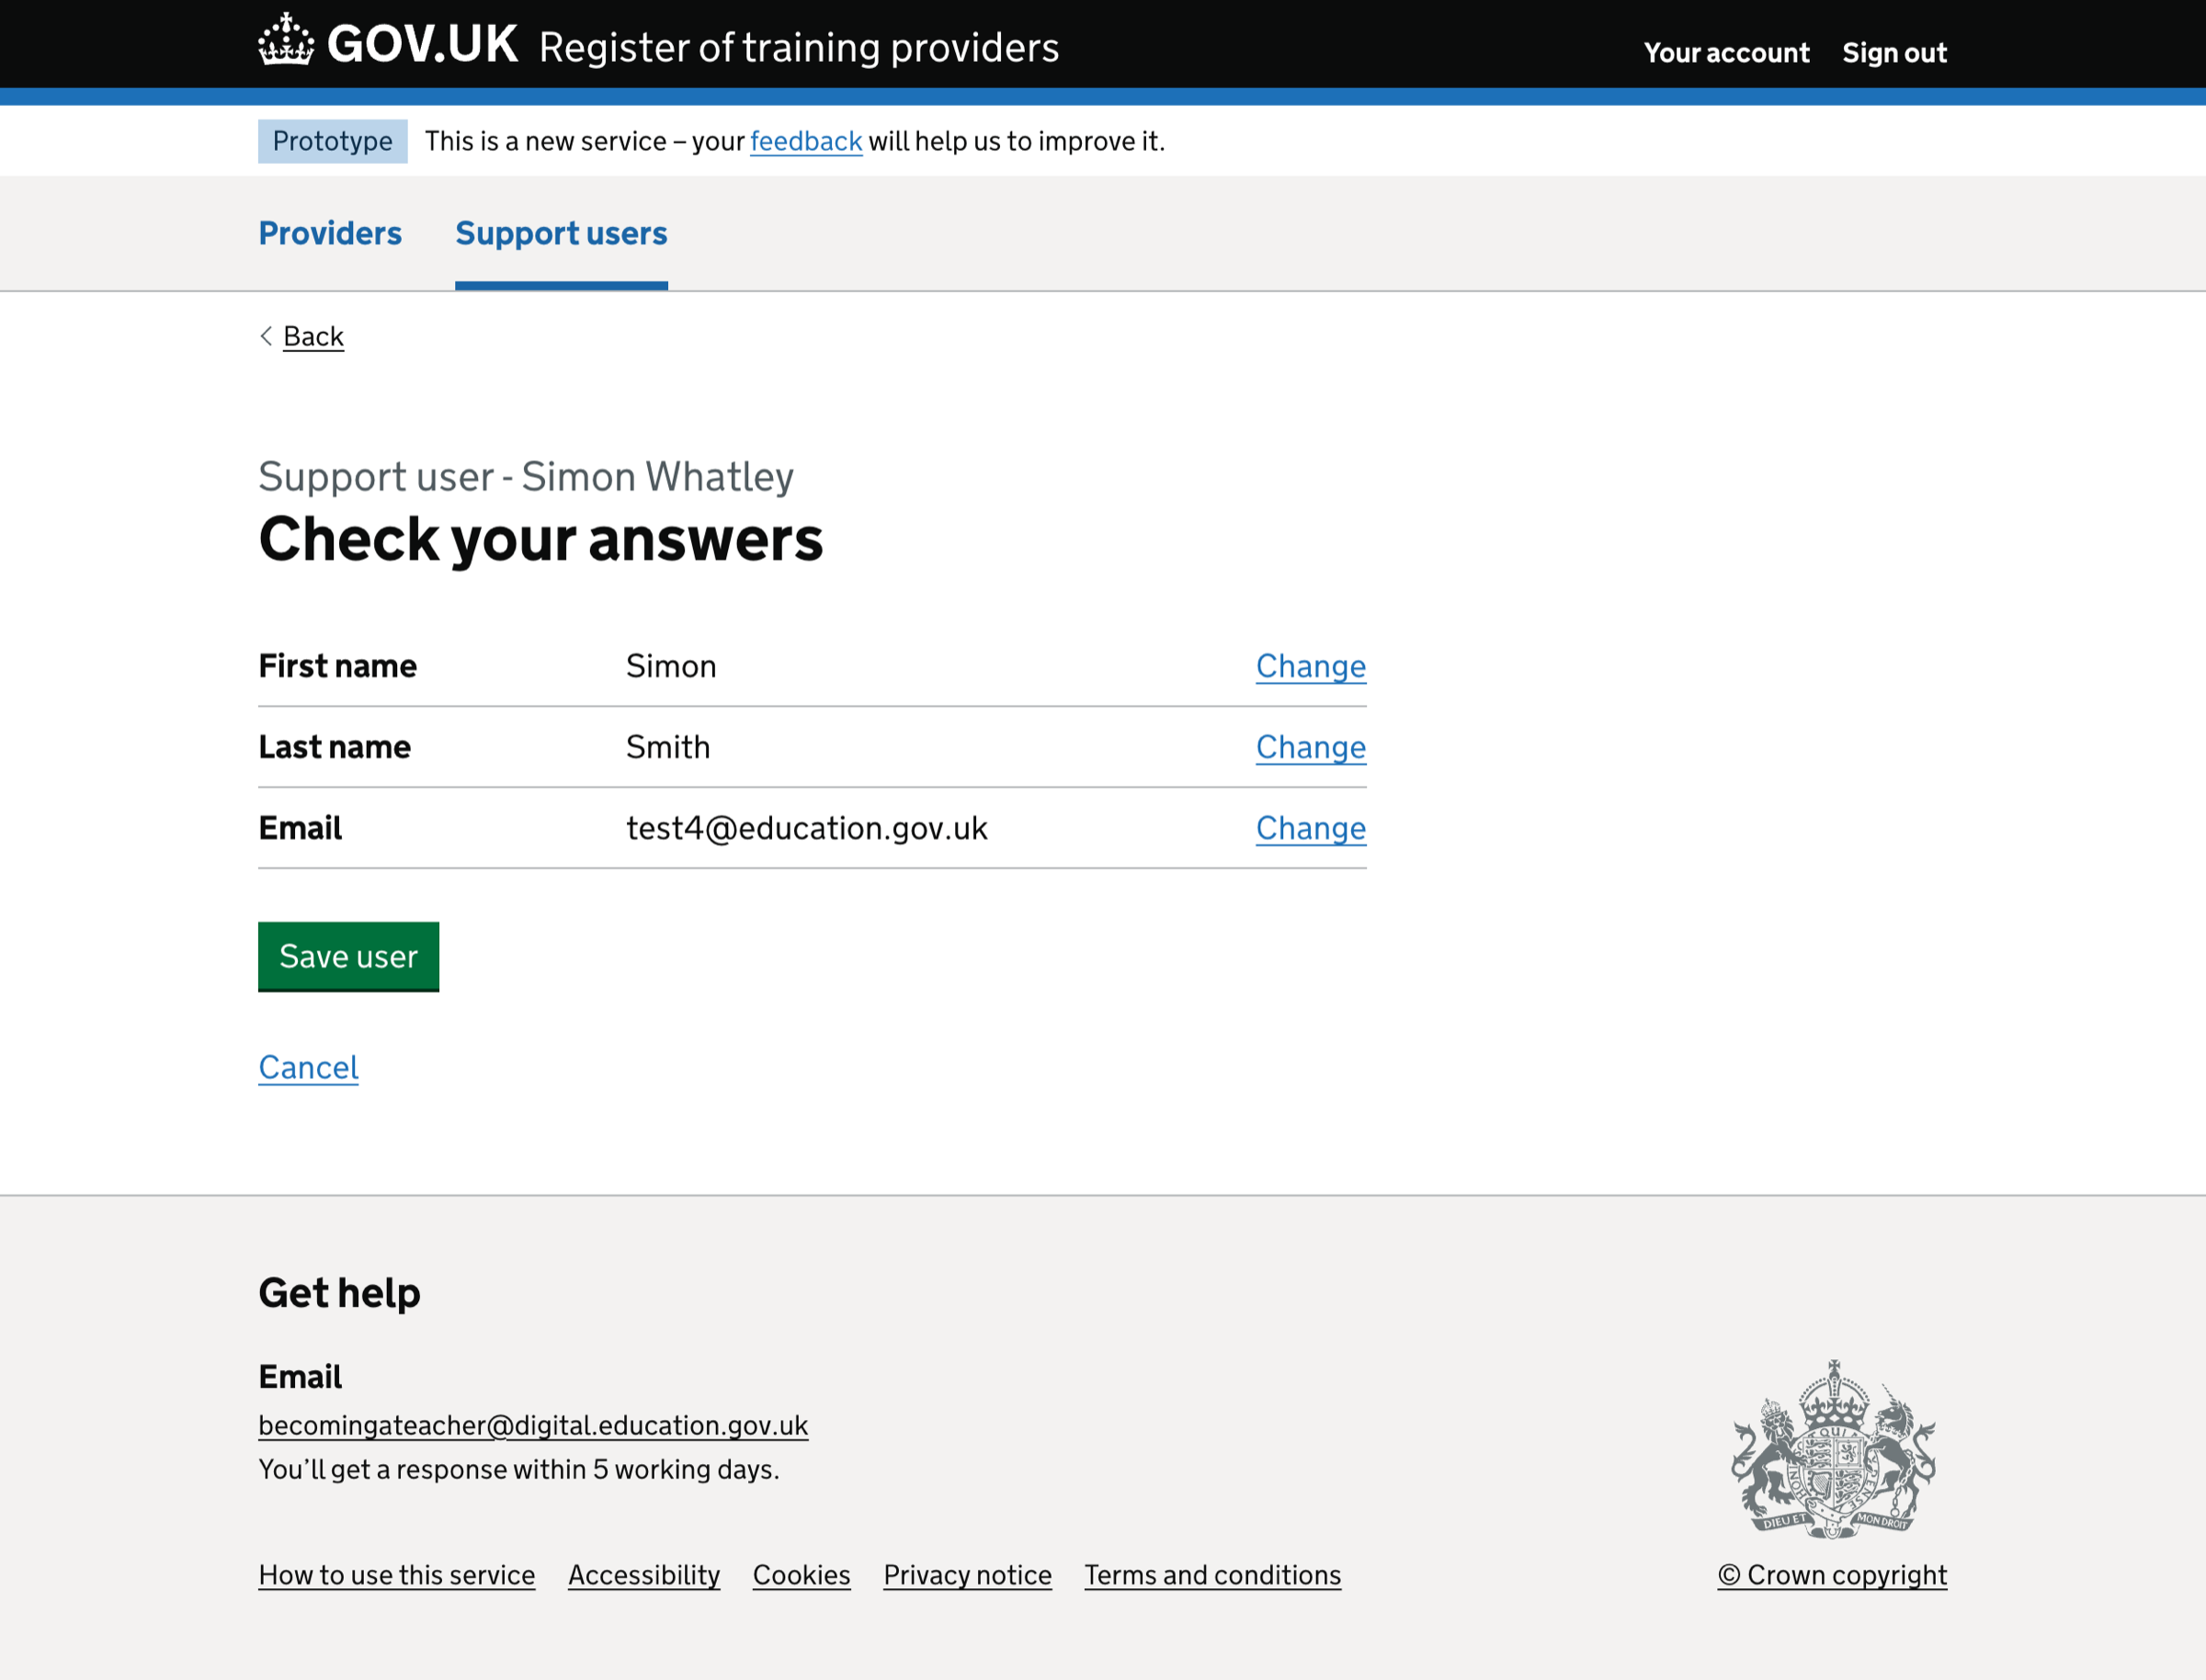 GOV.UK Register of training providers Your account Sign out
Prototype This is a new service – your feedback will help us to improve it.
Providers Support users
Back
Support user - Simon Whatley
Check your answers
First name Simon Change
Last name Smith Change
Email test4@education.gov.uk Change
Save user
Cancel
Get help
Email
becomingateacher@digital.education.gov.uk
You’ll get a response within 5 working days.
QUI
HONI
PENSE
DIEU ET MON DROIT
How to use this service Accessibility Cookies Privacy notice Terms and conditions © Crown copyright